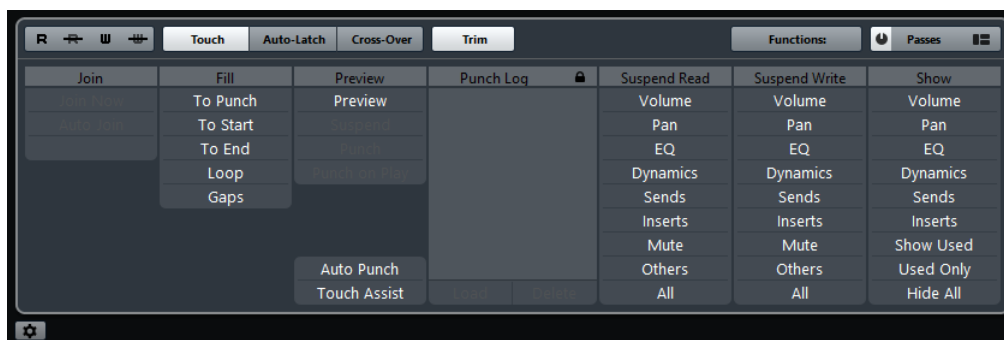 R R W W Touch Auto-Latch Cross-Over Trim Functions: Passes
Join Fill Preview Punch Log Suspend Read Suspend Write Show
Join Now To Punch Preview Volume Volume Volume
Auto Join To Start Suspend Pan Pan Pan
To End Punch EQ EQ EQ
Loop Punch on Play Dynamics Dynamics Dynamics
Gaps Sends Sends Sends
Inserts Inserts Inserts
Mute Mute Show Used
Auto Punch Others Others Used Only
Touch Assist Load Delete All All Hide All